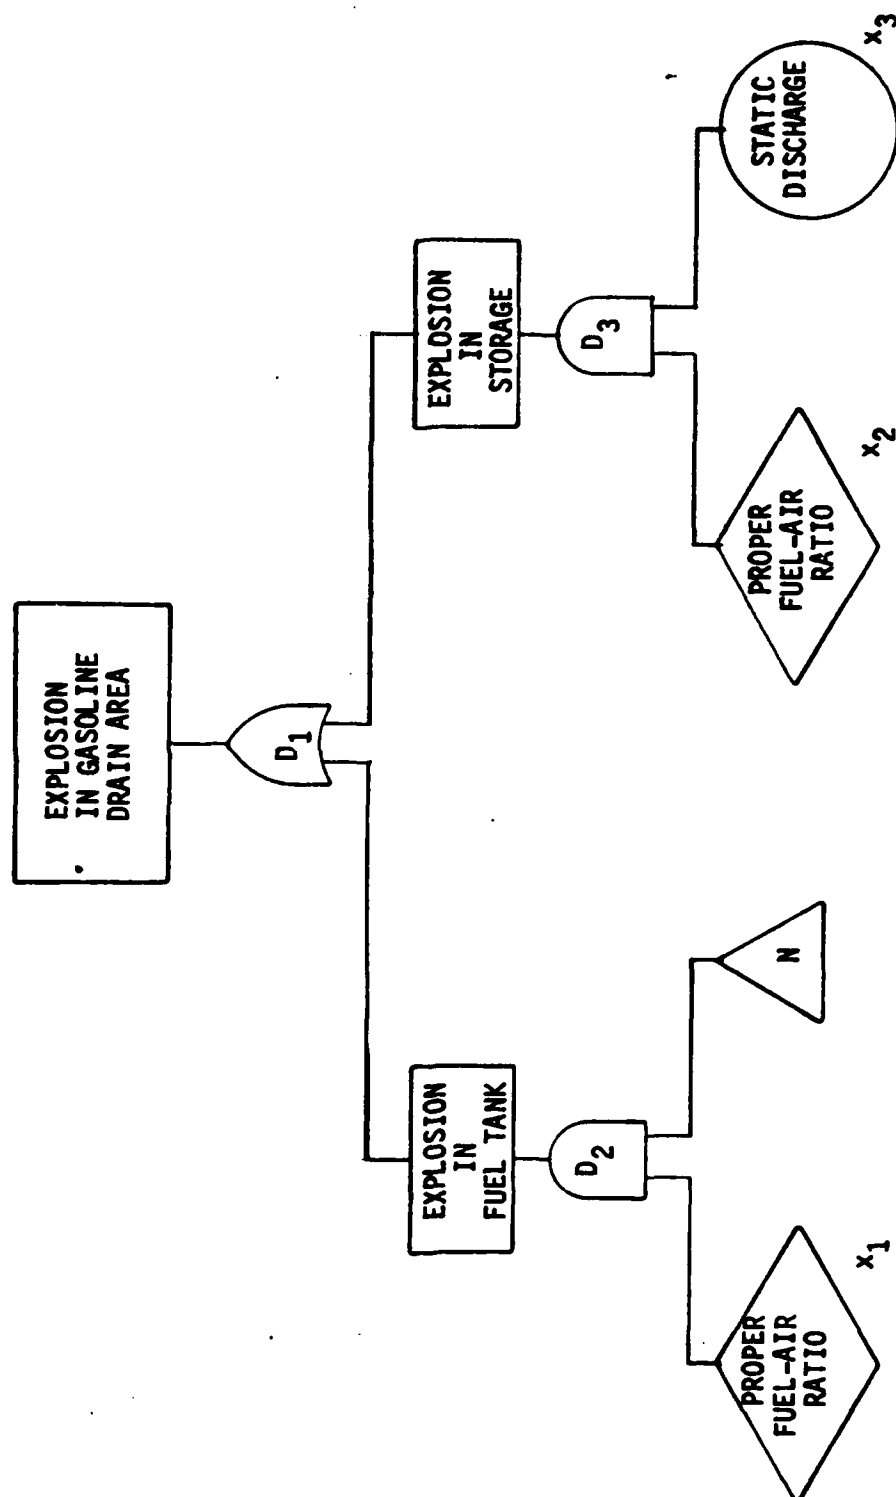 EXPLOSION
IN GASOLINE
DRAIN AREA
D1
EXPLOSION
IN
FUEL TANK
EXPLOSION
IN
STORAGE
D2
D3
PROPER
FUEL-AIR
RATIO
X1
N
PROPER
FUEL-AIR
RATIO
X2
STATIC
DISCHARGE
X3